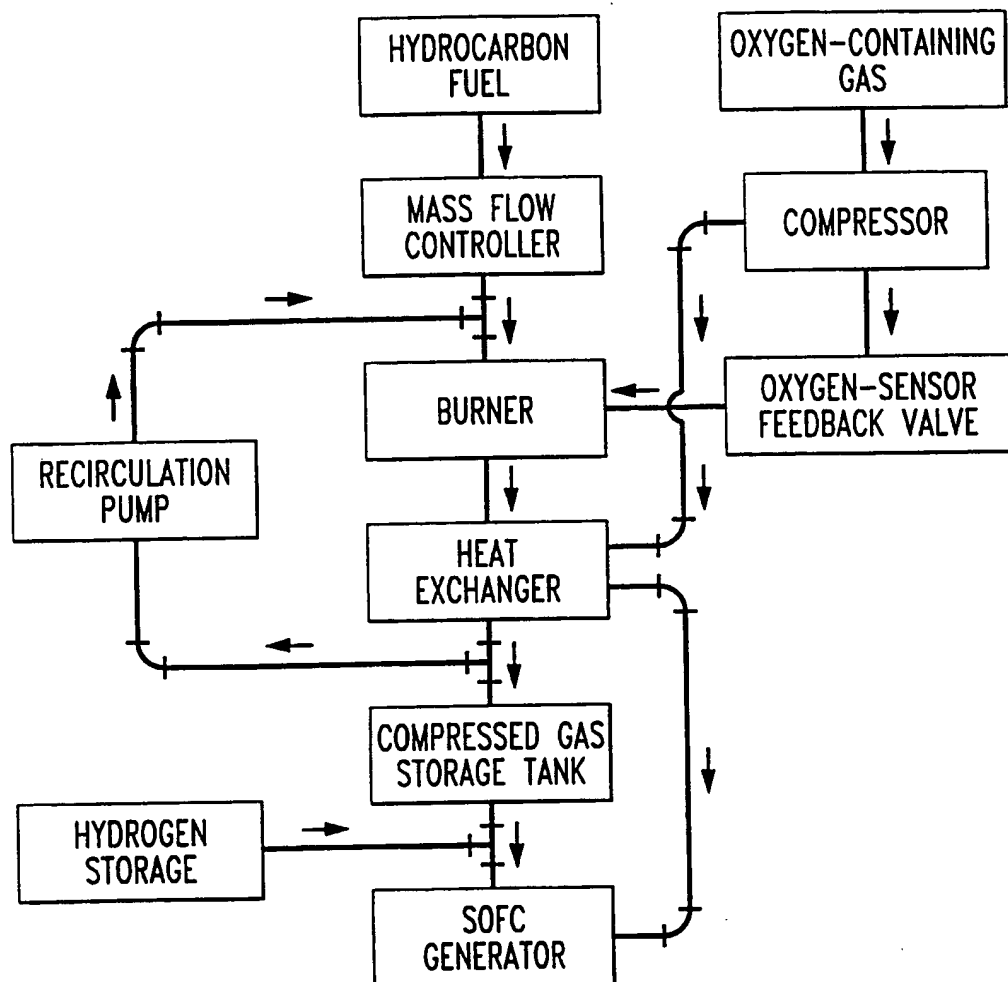 HYDROCARBON
FUEL
OXYGEN-CONTAINING
GAS
MASS FLOW
CONTROLLER
COMPRESSOR
BURNER
OXYGEN-SENSOR
FEEDBACK VALVE
RECIRCULATION
PUMP
HEAT
EXCHANGER
COMPRESSED GAS
STORAGE TANK
HYDROGEN
STORAGE
SOFC
GENERATOR